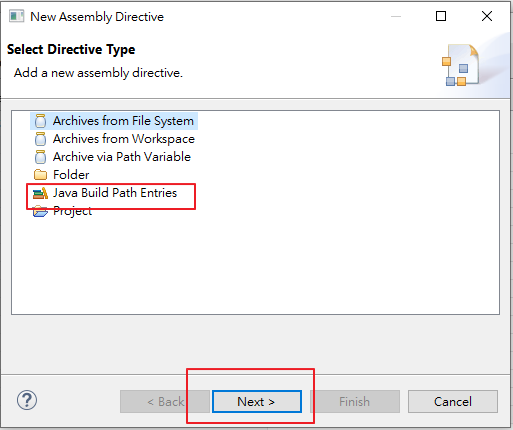 New Assembly Directive
Select Directive Type
Add a new assembly directive.
Archives from File System
Archives from Workspace
Archive via Path Variable
Folder
Java Build Path Entries
Project
?
< Back
Next >
Finish
Cancel